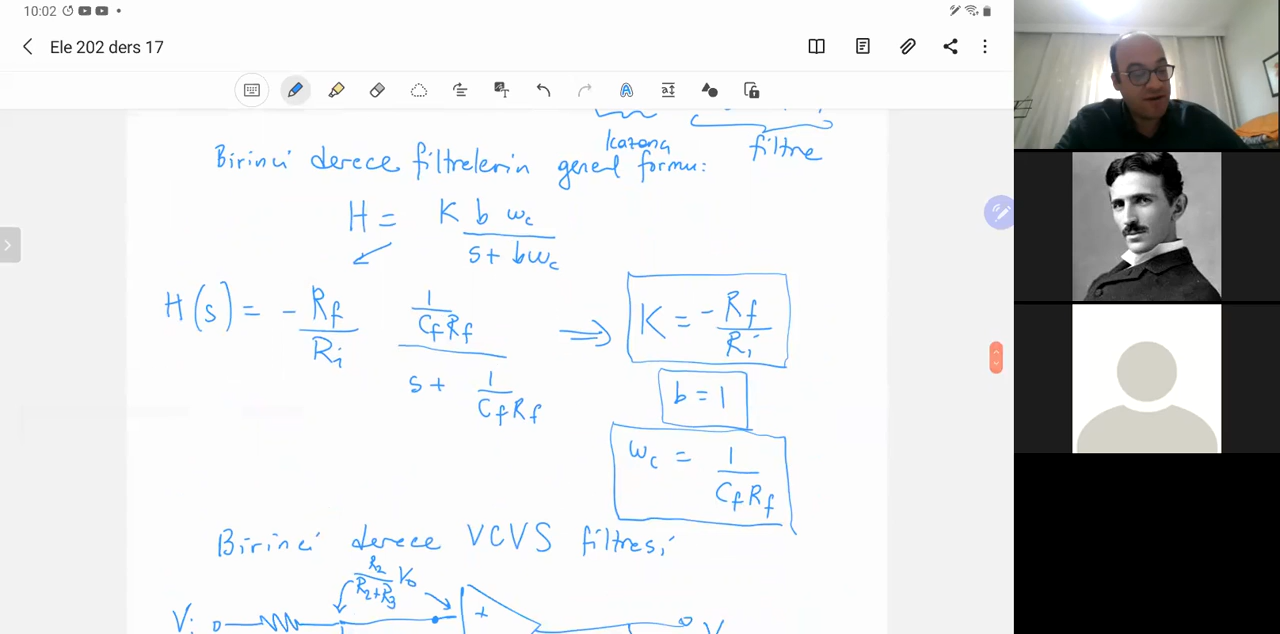 10:02
Ele 202 ders 17
kazanç
filtre
Birinci derece filtrelerin genel formu:
H = K b ωc / s + bωc
H(s) = - Rf / Ri 1 / CfRf / s + 1 / CfRf ⇒ K = - Rf / Ri
b = 1
ωc = 1 / CfRf
Birinci derece VCVS filtresi
R2 / R2+R3 Vo
Vi
+